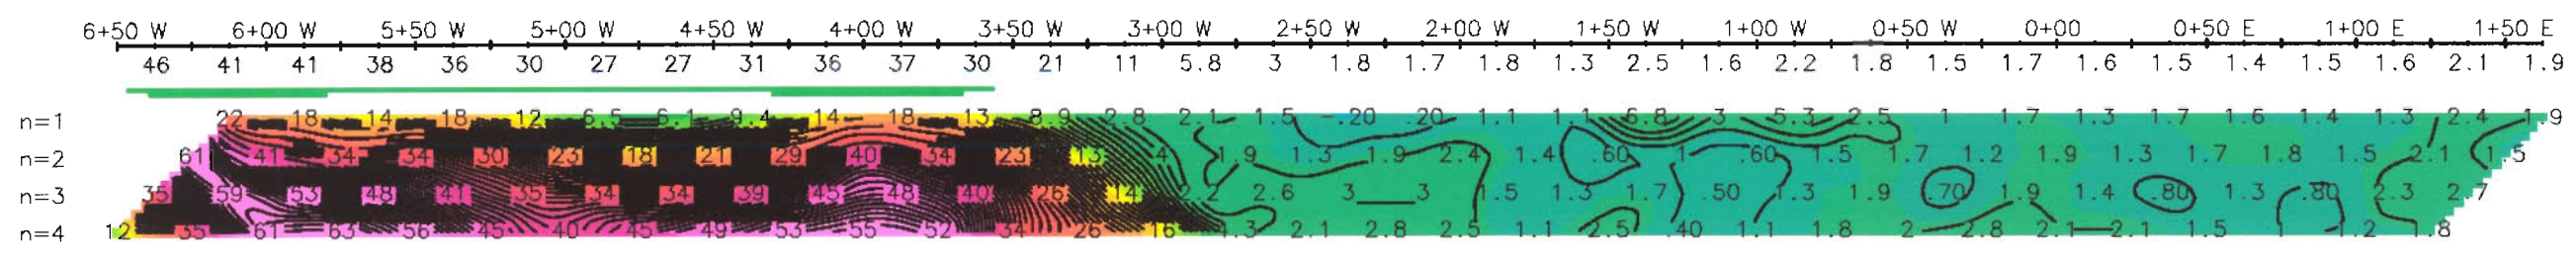 6+50 W 6+00 W 5+50 W 5+00 W 4+50 W 4+00 W 3+50 W 3+00 W 2+50 W 2+00 W 1+50 W 1+00 W 0+50 W 0+00 0+50 E 1+00 E 1+50 E
46 41 41 38 36 30 27 27 31 36 37 30 21 11 5.8 3 1.8 1.7 1.8 1.3 2.5 1.6 2.2 1.8 1.5 1.7 1.6 1.5 1.4 1.5 1.6 2.1 1.9
n=1 22 18 14 18 12 6.5 6.1 9.4 14 18 13 8.9 2.8 2.1 1.5 -.20 .20 1.1 1.1 6.8 3 5.3 2.5 1 1.7 1.3 1.7 1.6 1.4 1.3 2.4 1.9
n=2 61 41 34 34 30 23 18 21 29 40 34 23 13 4 1.9 1.3 1.9 2.4 1.4 .60 1 .60 1.5 1.7 1.2 1.9 1.3 1.7 1.8 1.5 2.1 1.5
n=3 35 59 53 48 41 35 34 34 39 45 48 40 26 14 2.2 2.6 3 3 1.5 1.3 1.7 .50 1.3 1.9 .70 1.9 1.4 .80 1.3 .80 2.3 2.7
n=4 12 35 61 63 56 45 40 45 49 53 55 52 34 26 16 4.3 2.1 2.8 2.5 1.1 2.5 .40 1.1 1.8 2 2.8 2.1 2.1 1.5 1 1.2 1.8